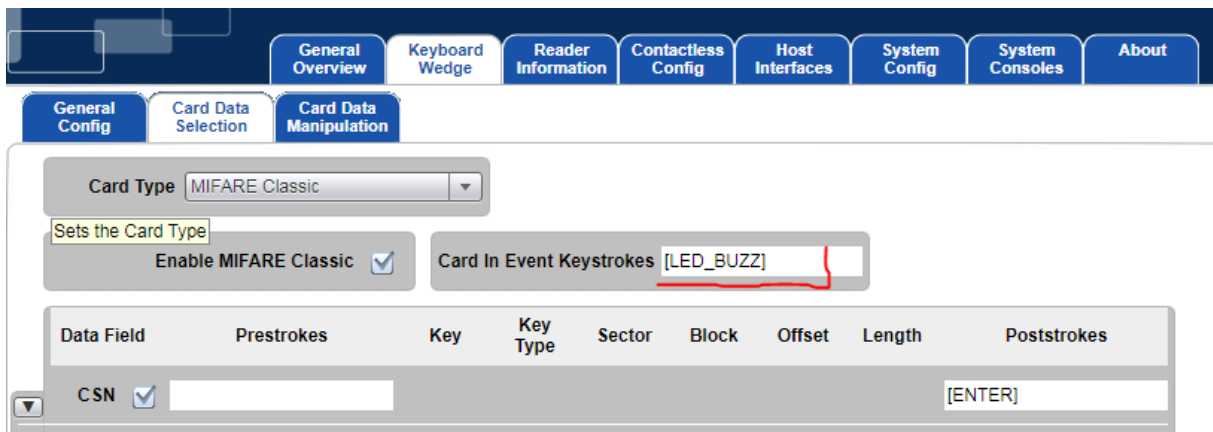 General Overview
Keyboard Wedge
Reader Information
Contactless Config
Host Interfaces
System Config
System Consoles
About
General Config
Card Data Selection
Card Data Manipulation
Card Type MIFARE Classic
Sets the Card Type
Enable MIFARE Classic
Card In Event Keystrokes [LED_BUZZ]
Data Field Prestrokes Key Key Type Sector Block Offset Length Poststrokes
CSN [ENTER]